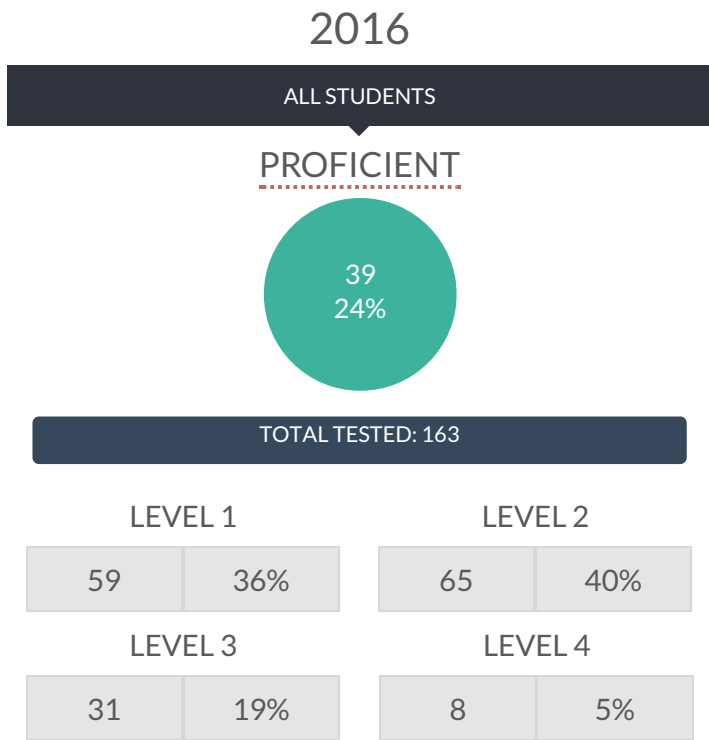 2016
ALL STUDENTS
PROFICIENT
39
24%
TOTAL TESTED: 163
LEVEL 1 LEVEL 2
59 36% 65 40%
LEVEL 3 LEVEL 4
31 19% 8 5%